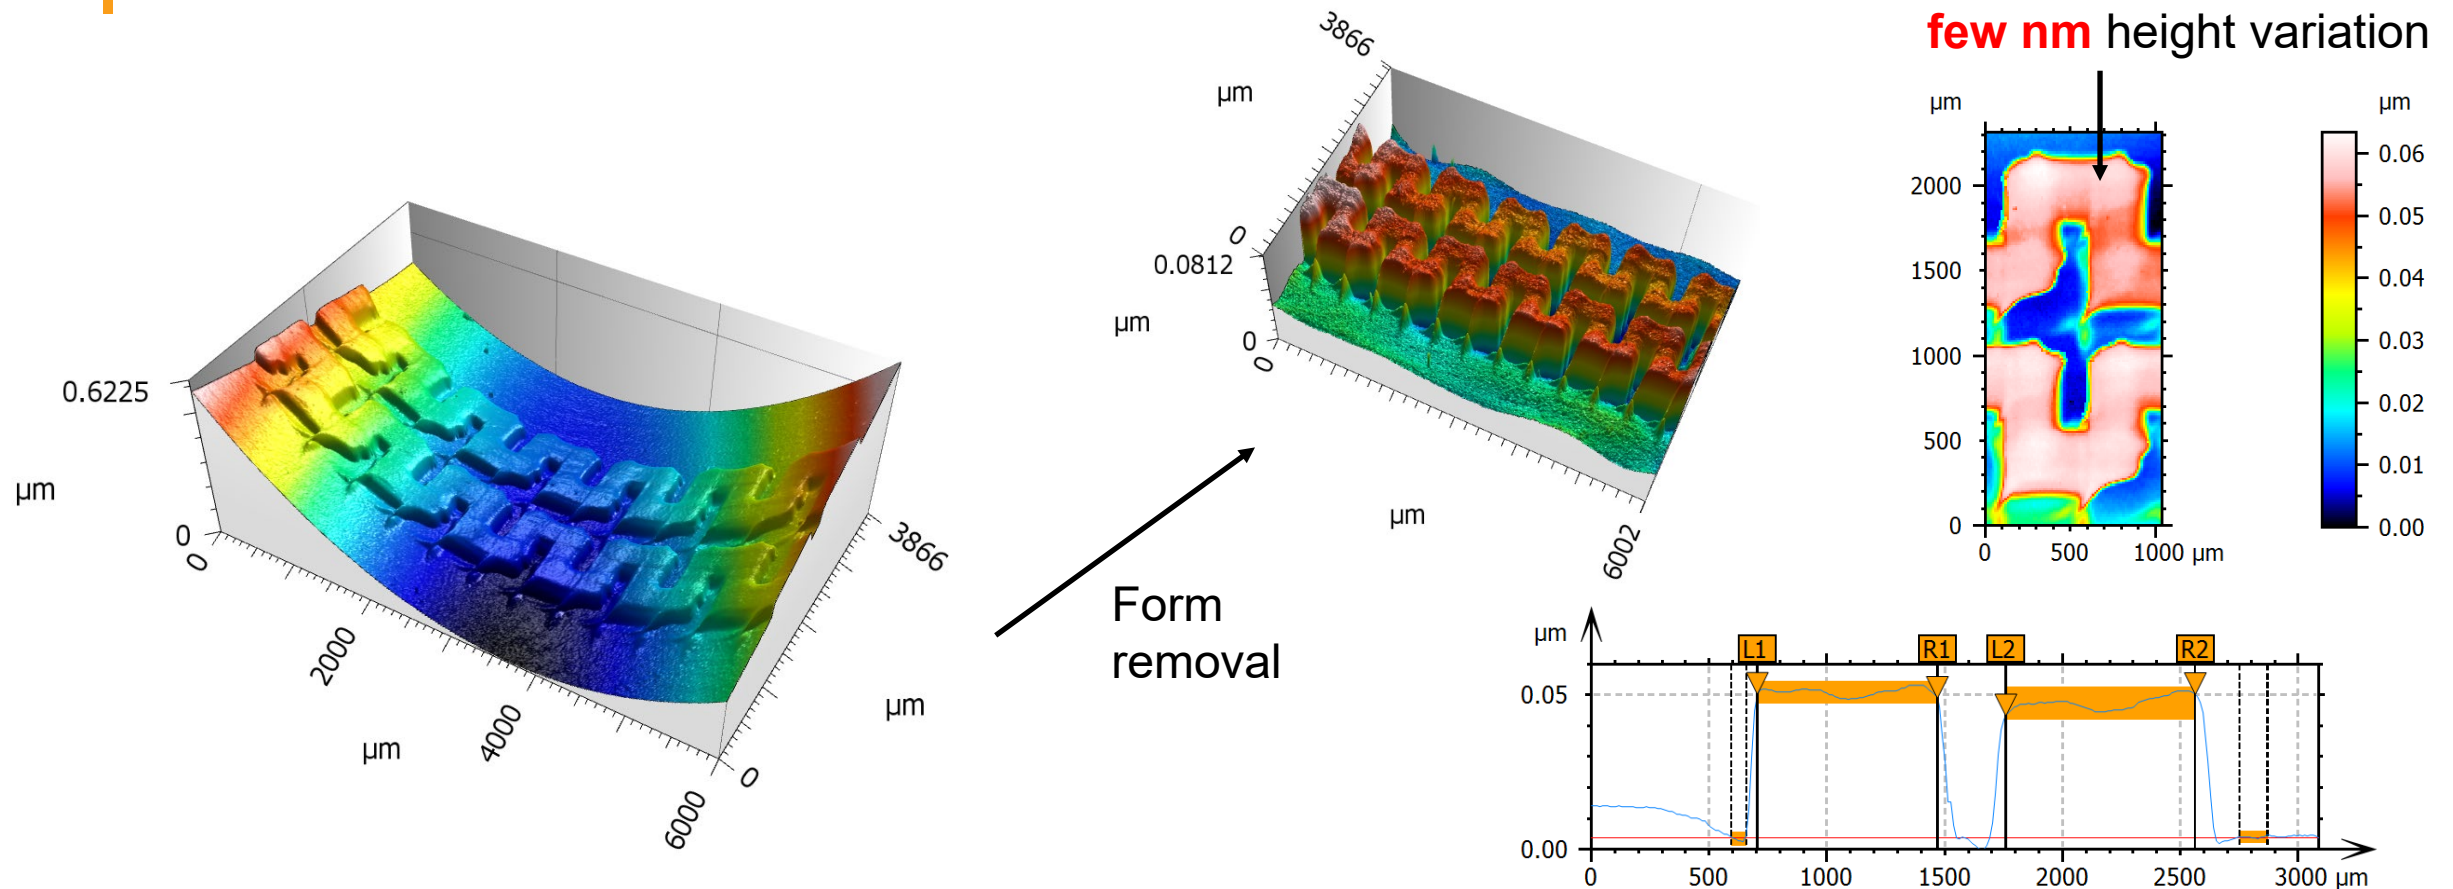 0.6225
µm
0
0
2000
µm
4000
6000
0
µm
3866
Form
removal
3866
µm
0
0.0812
µm
0
0
µm
6002
few nm height variation
µm
2000
1500
1000
500
0
0
500
1000 µm
µm
0.06
0.05
0.04
0.03
0.02
0.01
0.00
µm
L1
R1
L2
R2
0.05
0.00
0
500
1000
1500
2000
2500
3000 µm